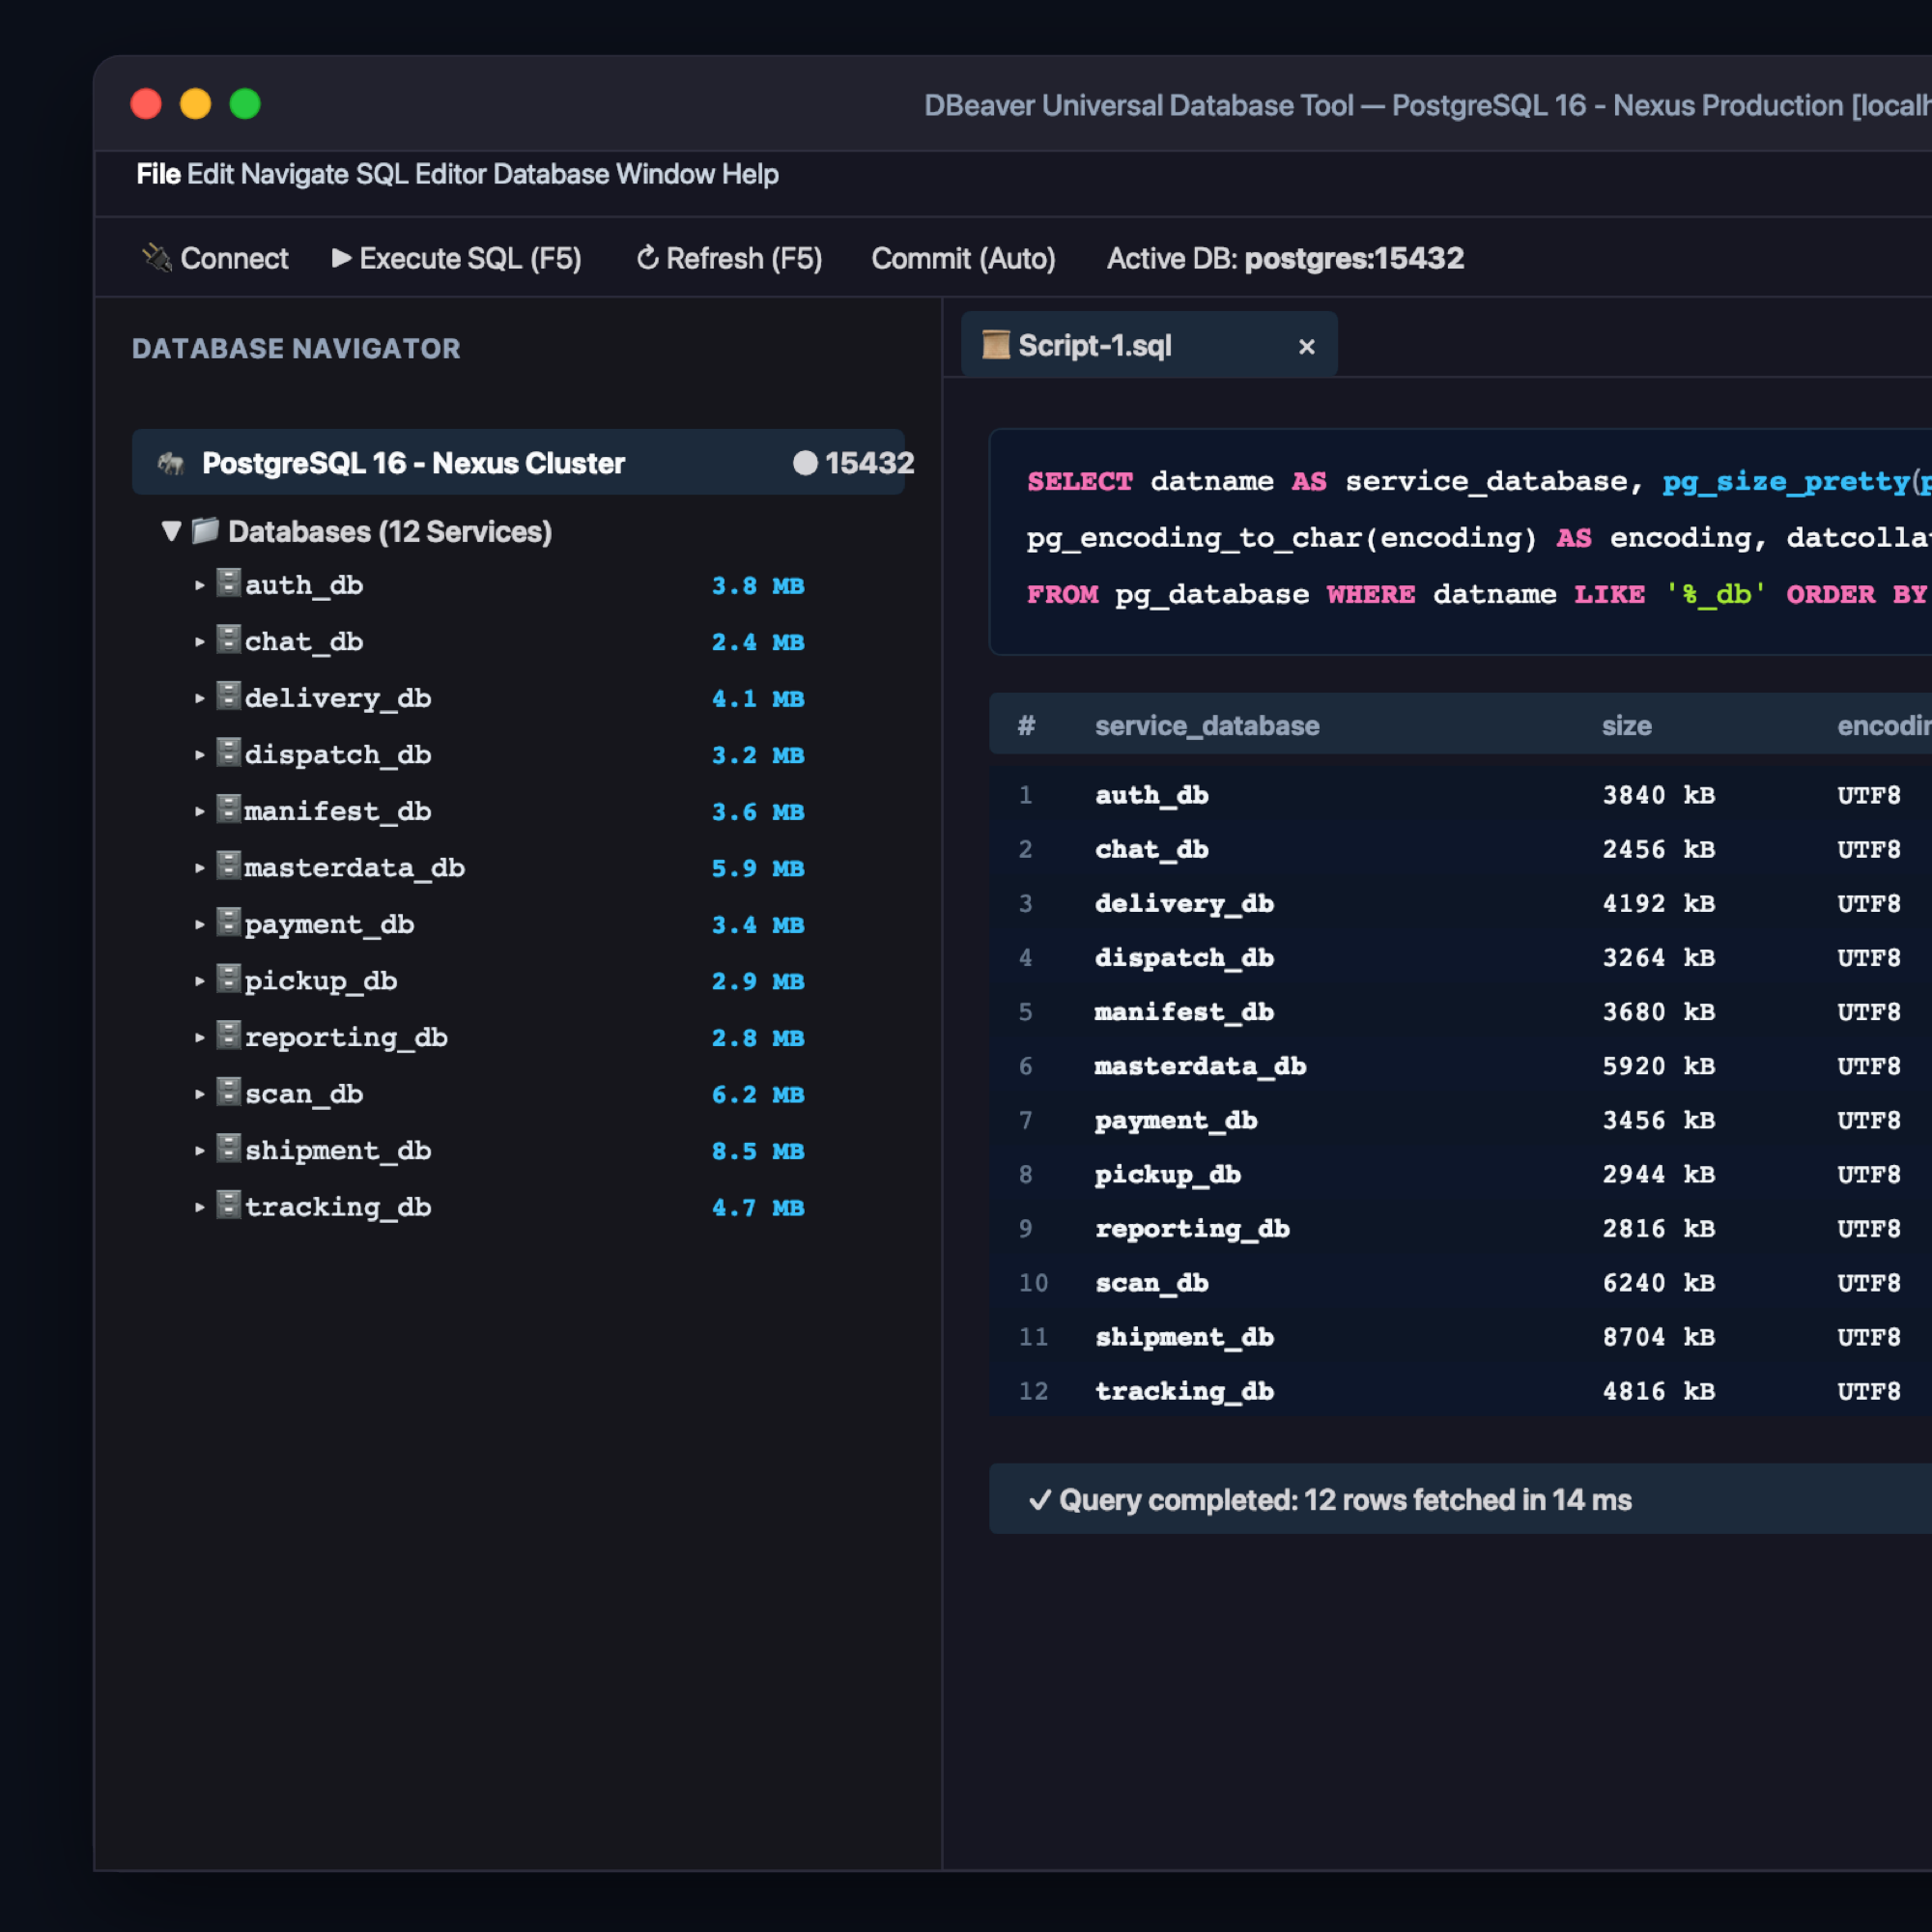 DBeaver Universal Database Tool — PostgreSQL 16 - Nexus Production [localh
File Edit Navigate SQL Editor Database Window Help
Connect ▶ Execute SQL (F5) ↻ Refresh (F5) Commit (Auto) Active DB: postgres:15432
DATABASE NAVIGATOR
PostgreSQL 16 - Nexus Cluster 15432
▼ Databases (12 Services)
▸ auth_db 3.8 MB
▸ chat_db 2.4 MB
▸ delivery_db 4.1 MB
▸ dispatch_db 3.2 MB
▸ manifest_db 3.6 MB
▸ masterdata_db 5.9 MB
▸ payment_db 3.4 MB
▸ pickup_db 2.9 MB
▸ reporting_db 2.8 MB
▸ scan_db 6.2 MB
▸ shipment_db 8.5 MB
▸ tracking_db 4.7 MB
Script-1.sql ×
SELECT datname AS service_database, pg_size_pretty(p
pg_encoding_to_char(encoding) AS encoding, datcollat
FROM pg_database WHERE datname LIKE '%_db' ORDER BY
# service_database size encodin
1 auth_db 3840 kB UTF8
2 chat_db 2456 kB UTF8
3 delivery_db 4192 kB UTF8
4 dispatch_db 3264 kB UTF8
5 manifest_db 3680 kB UTF8
6 masterdata_db 5920 kB UTF8
7 payment_db 3456 kB UTF8
8 pickup_db 2944 kB UTF8
9 reporting_db 2816 kB UTF8
10 scan_db 6240 kB UTF8
11 shipment_db 8704 kB UTF8
12 tracking_db 4816 kB UTF8
✓ Query completed: 12 rows fetched in 14 ms